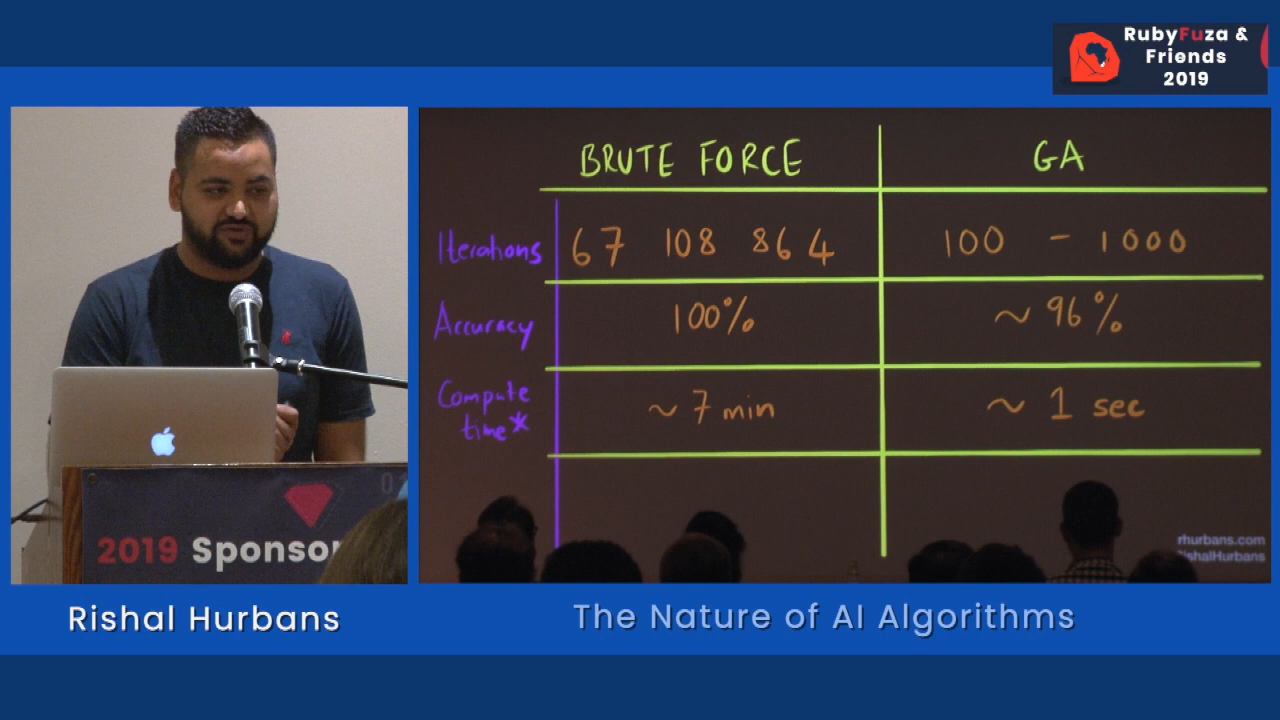 RubyFuza &
Friends
2019
BRUTE FORCE GA
Iterations 67 108 864 100 - 1000
Accuracy 100% ~ 96%
Compute
time* ~ 7 min ~ 1 sec
rhurbans.com
ishalHurbans
2019 Sponsor
Rishal Hurbans
The Nature of AI Algorithms